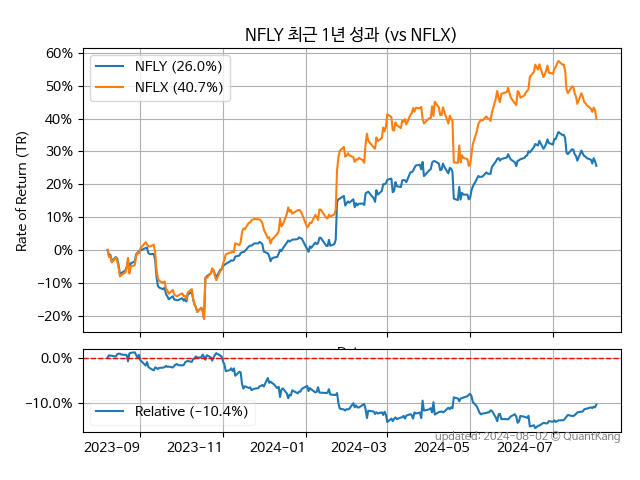 NFLY 최근 1년 성과 (vs NFLX)
Rate of Return (TR)
60%
50%
40%
30%
20%
10%
0%
−10%
−20%
NFLY (26.0%)
NFLX (40.7%)
0.0%
−10.0%
Relative (−10.4%)
updated: 2024-08-02 © QuantKang
2023-09
2023-11
2024-01
2024-03
2024-05
2024-07